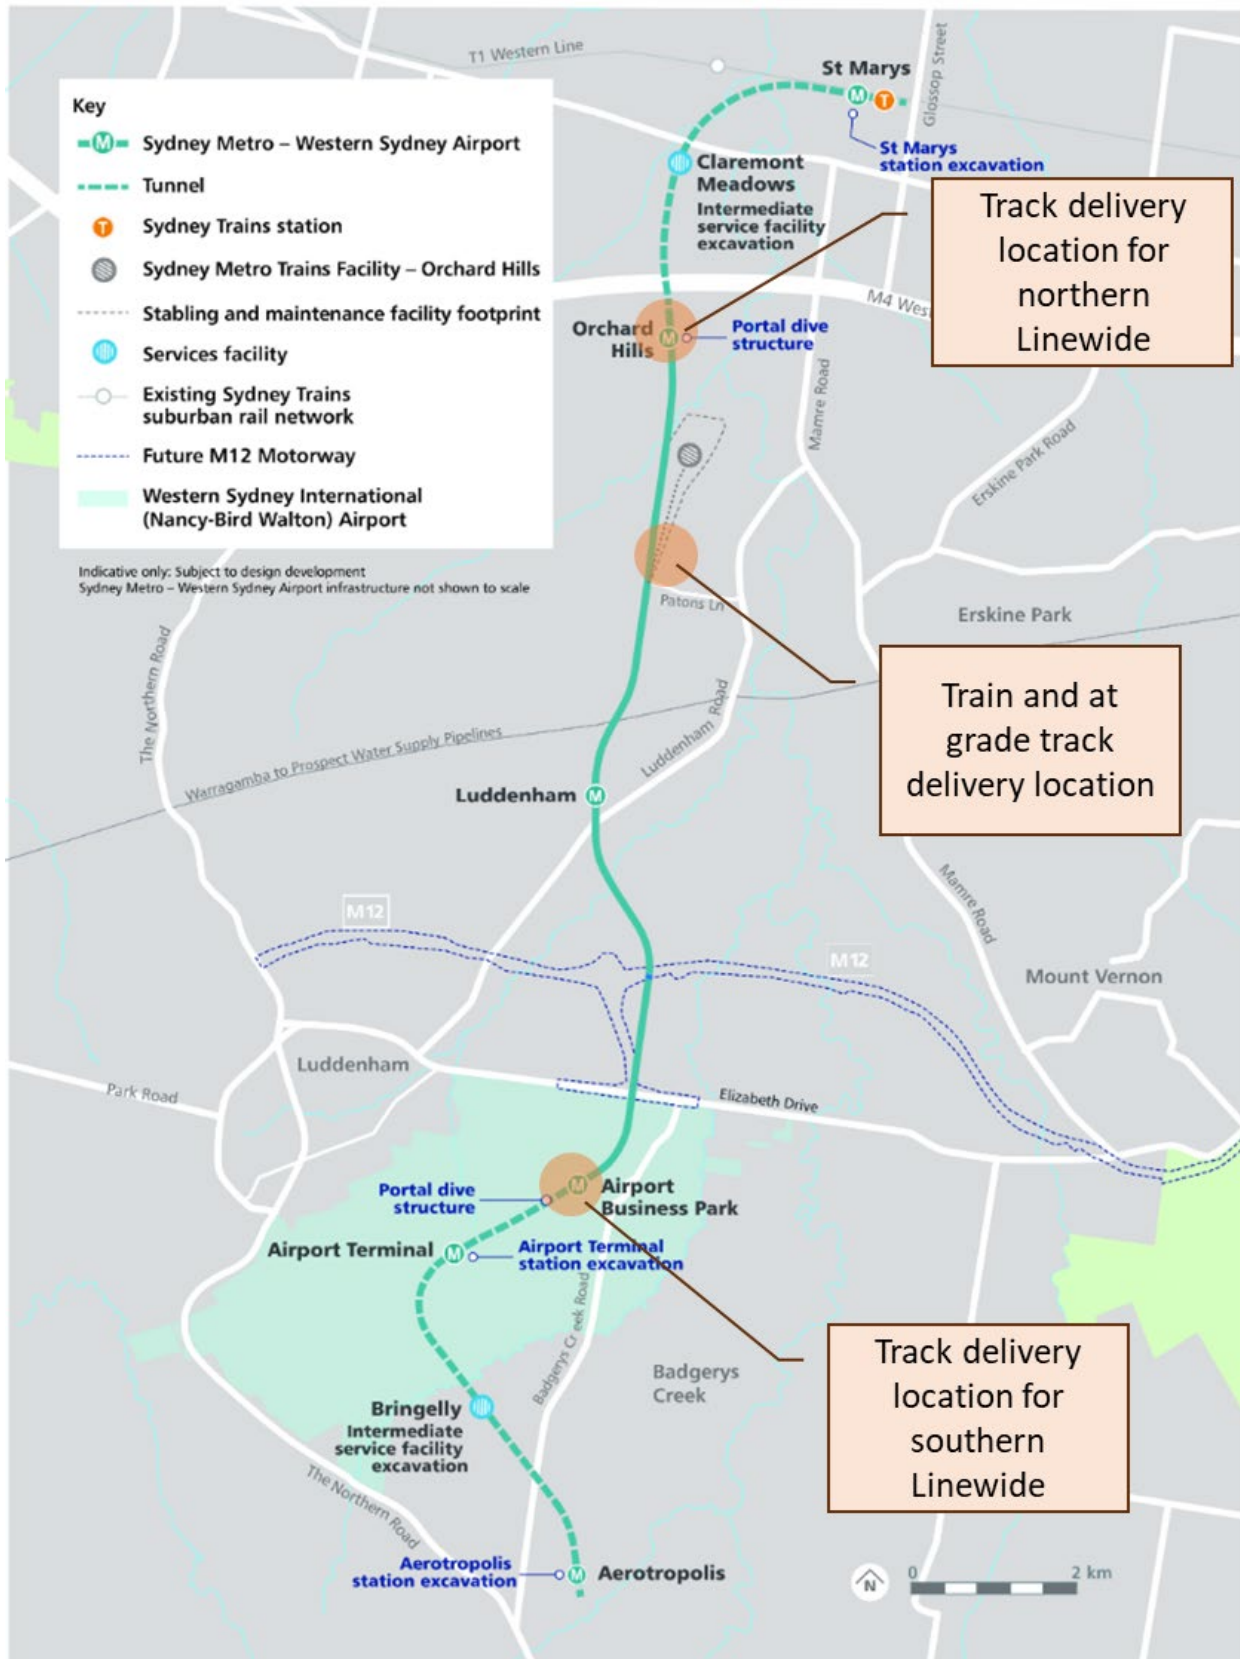 T1 Western Line
St Marys
Glossop Street
Key
M
Sydney Metro – Western Sydney Airport
Tunnel
T
Sydney Trains station
Sydney Metro Trains Facility – Orchard Hills
Stabling and maintenance facility footprint
Services facility
Existing Sydney Trains
suburban rail network
Future M12 Motorway
Western Sydney International
(Nancy-Bird Walton) Airport
Indicative only: Subject to design development
Sydney Metro – Western Sydney Airport infrastructure not shown to scale
M
T
St Marys
station excavation
Claremont
Meadows
Intermediate
service facility
excavation
Track delivery
location for
northern
Linewide
M4 West
Orchard
Hills
M
Portal dive
structure
Mamre Road
Erskine Park Road
Patons Ln
Erskine Park
The Northern Road
Train and at
grade track
delivery location
Warragamba to Prospect Water Supply Pipelines
Luddenham Road
Luddenham
M
Mamre Road
M12
M12
Mount Vernon
Luddenham
Park Road
Elizabeth Drive
Portal dive
structure
M
Airport
Business Park
Airport Terminal
M
Airport Terminal
station excavation
Badgerys Creek Road
Track delivery
location for
southern
Linewide
Badgerys
Creek
Bringelly
Intermediate
service facility
excavation
The Northern Road
Aerotropolis
station excavation
M
Aerotropolis
N
0
2 km